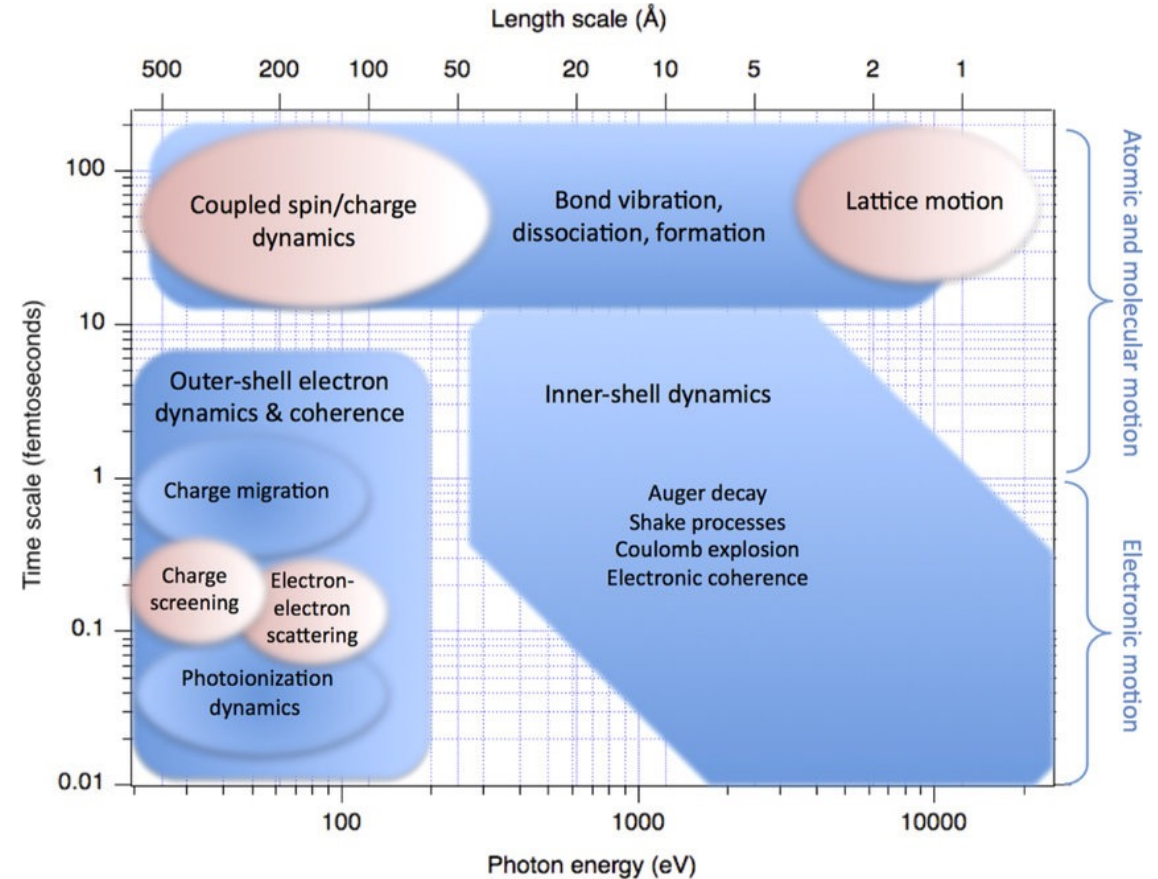 Length scale (Å)
500 200 100 50 20 10 5 2 1
100
10
1
0.1
0.01
Time scale (femtoseconds)
Coupled spin/charge
dynamics
Bond vibration,
dissociation, formation
Lattice motion
Outer-shell electron
dynamics & coherence
Charge migration
Charge
screening
Electron-
electron
scattering
Photoionization
dynamics
Inner-shell dynamics
Auger decay
Shake processes
Coulomb explosion
Electronic coherence
Atomic and molecular motion
Electronic motion
100 1000 10000
Photon energy (eV)